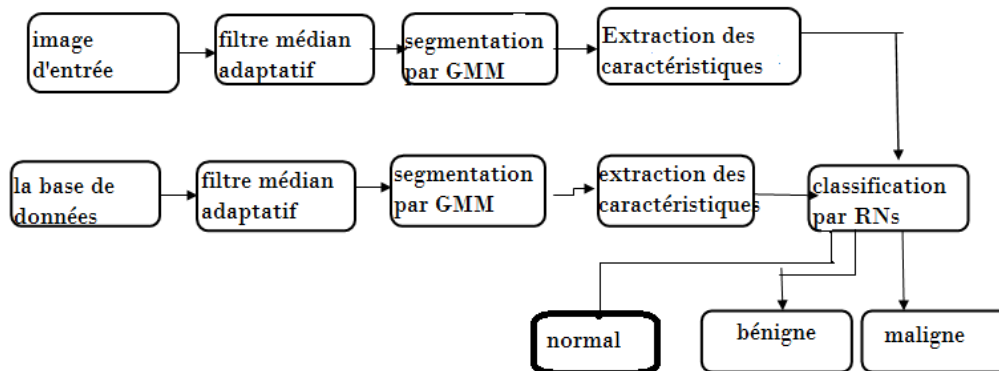 image
d'entrée
filtre médian
adaptatif
segmentation
par GMM
Extraction des
caractéristiques
la base de
données
filtre médian
adaptatif
segmentation
par GMM
extraction des
caractéristiques
classification
par RNs
normal
bénigne
maligne